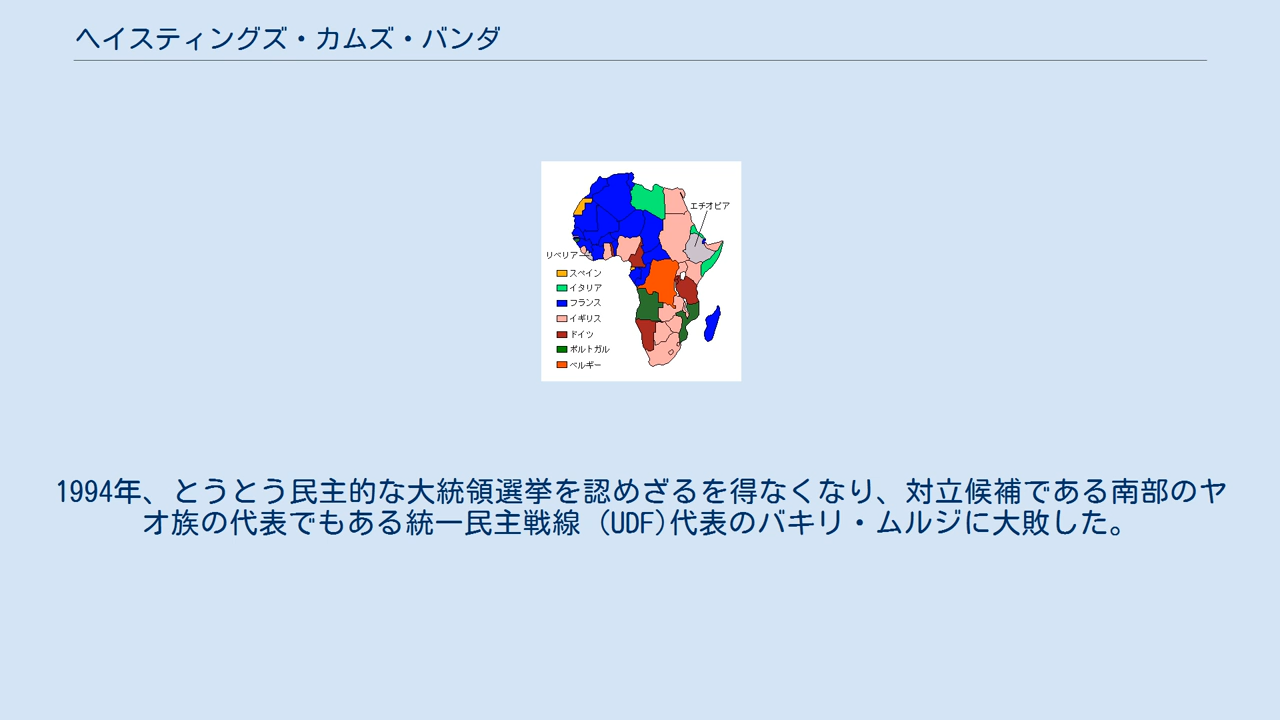 ヘイスティングズ・カムズ・バンダ
エチオピア
リベリア
スペイン
イタリア
フランス
イギリス
ドイツ
ポルトガル
ベルギー
1994年、とうとう民主的な大統領選挙を認めざるを得なくなり、対立候補である南部のヤ
オ族の代表でもある統一民主戦線 (UDF)代表のバキリ・ムルジに大敗した。